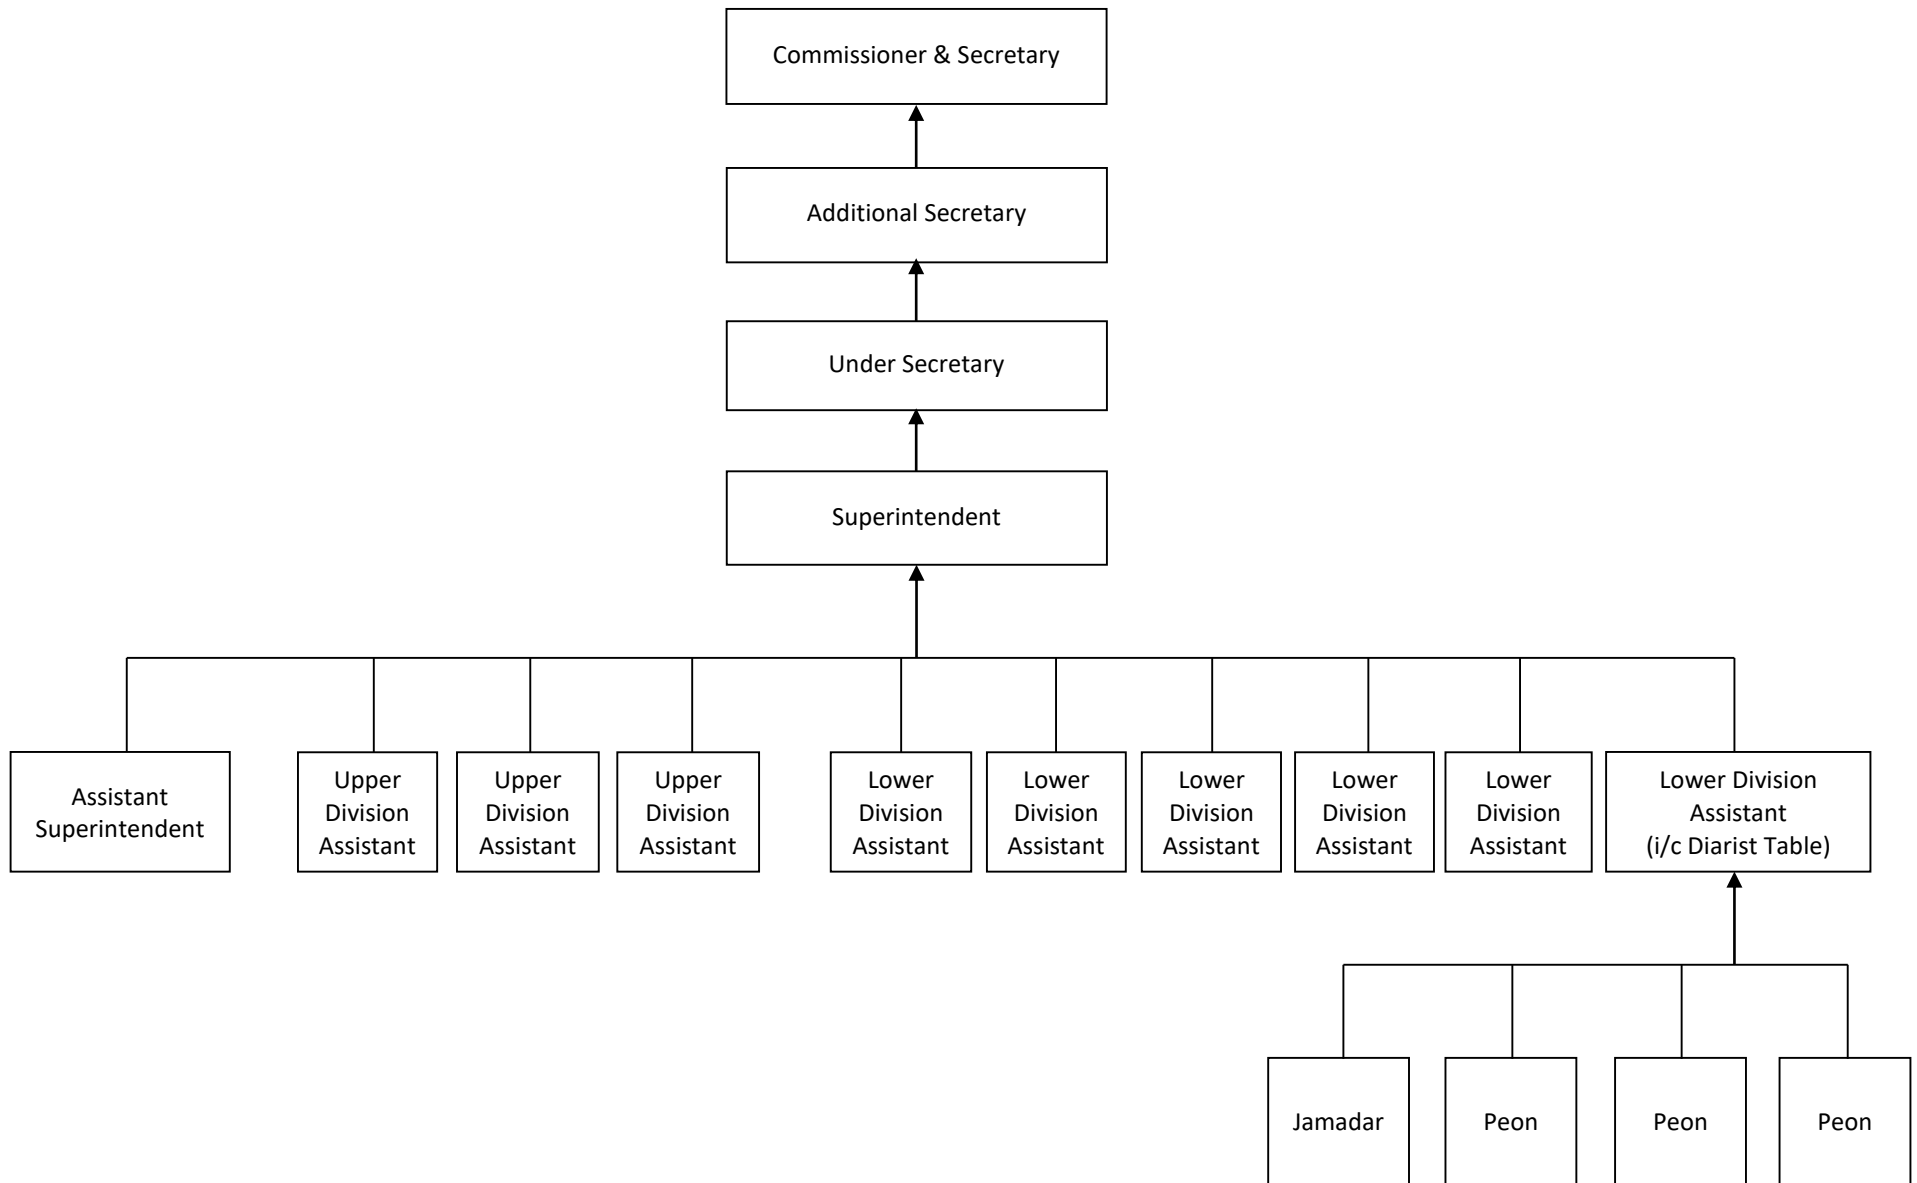 Commissioner & Secretary
Additional Secretary
Under Secretary
Superintendent
Assistant
Superintendent
Upper
Division
Assistant
Upper
Division
Assistant
Upper
Division
Assistant
Lower
Division
Assistant
Lower
Division
Assistant
Lower
Division
Assistant
Lower
Division
Assistant
Lower
Division
Assistant
Lower Division
Assistant
(i/c Diarist Table)
Jamadar
Peon
Peon
Peon